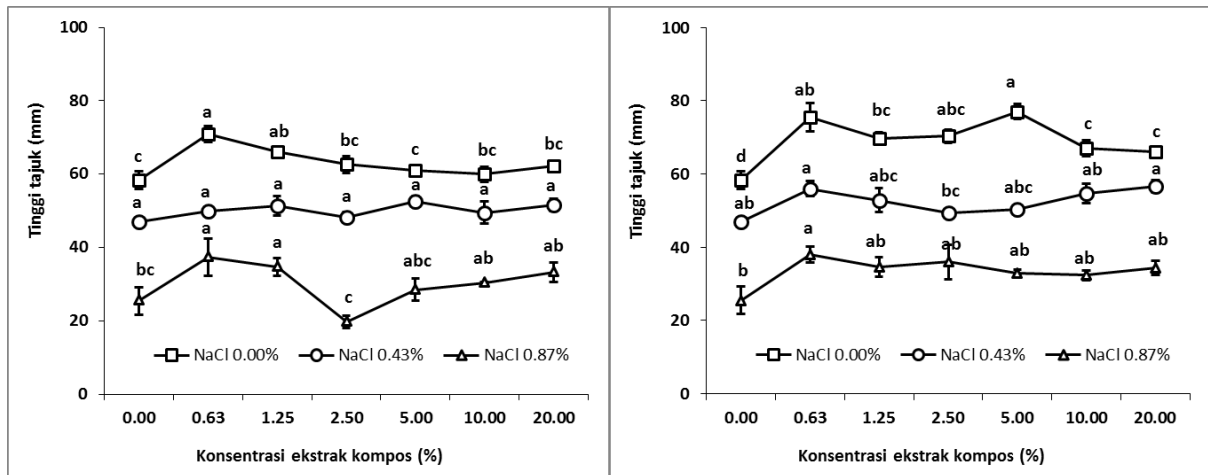 100
80
60
40
20
0
Tinggi tajuk (mm)
c a ab bc c bc bc
a a a a a a a
bc a a c abc ab ab
NaCl 0.00% NaCl 0.43% NaCl 0.87%
0.00 0.63 1.25 2.50 5.00 10.00 20.00
Konsentrasi ekstrak kompos (%)
100
80
60
40
20
0
Tinggi tajuk (mm)
d ab bc abc a c c
ab a abc bc abc ab a
b a ab ab ab ab ab
NaCl 0.00% NaCl 0.43% NaCl 0.87%
0.00 0.63 1.25 2.50 5.00 10.00 20.00
Konsentrasi ekstrak kompos (%)